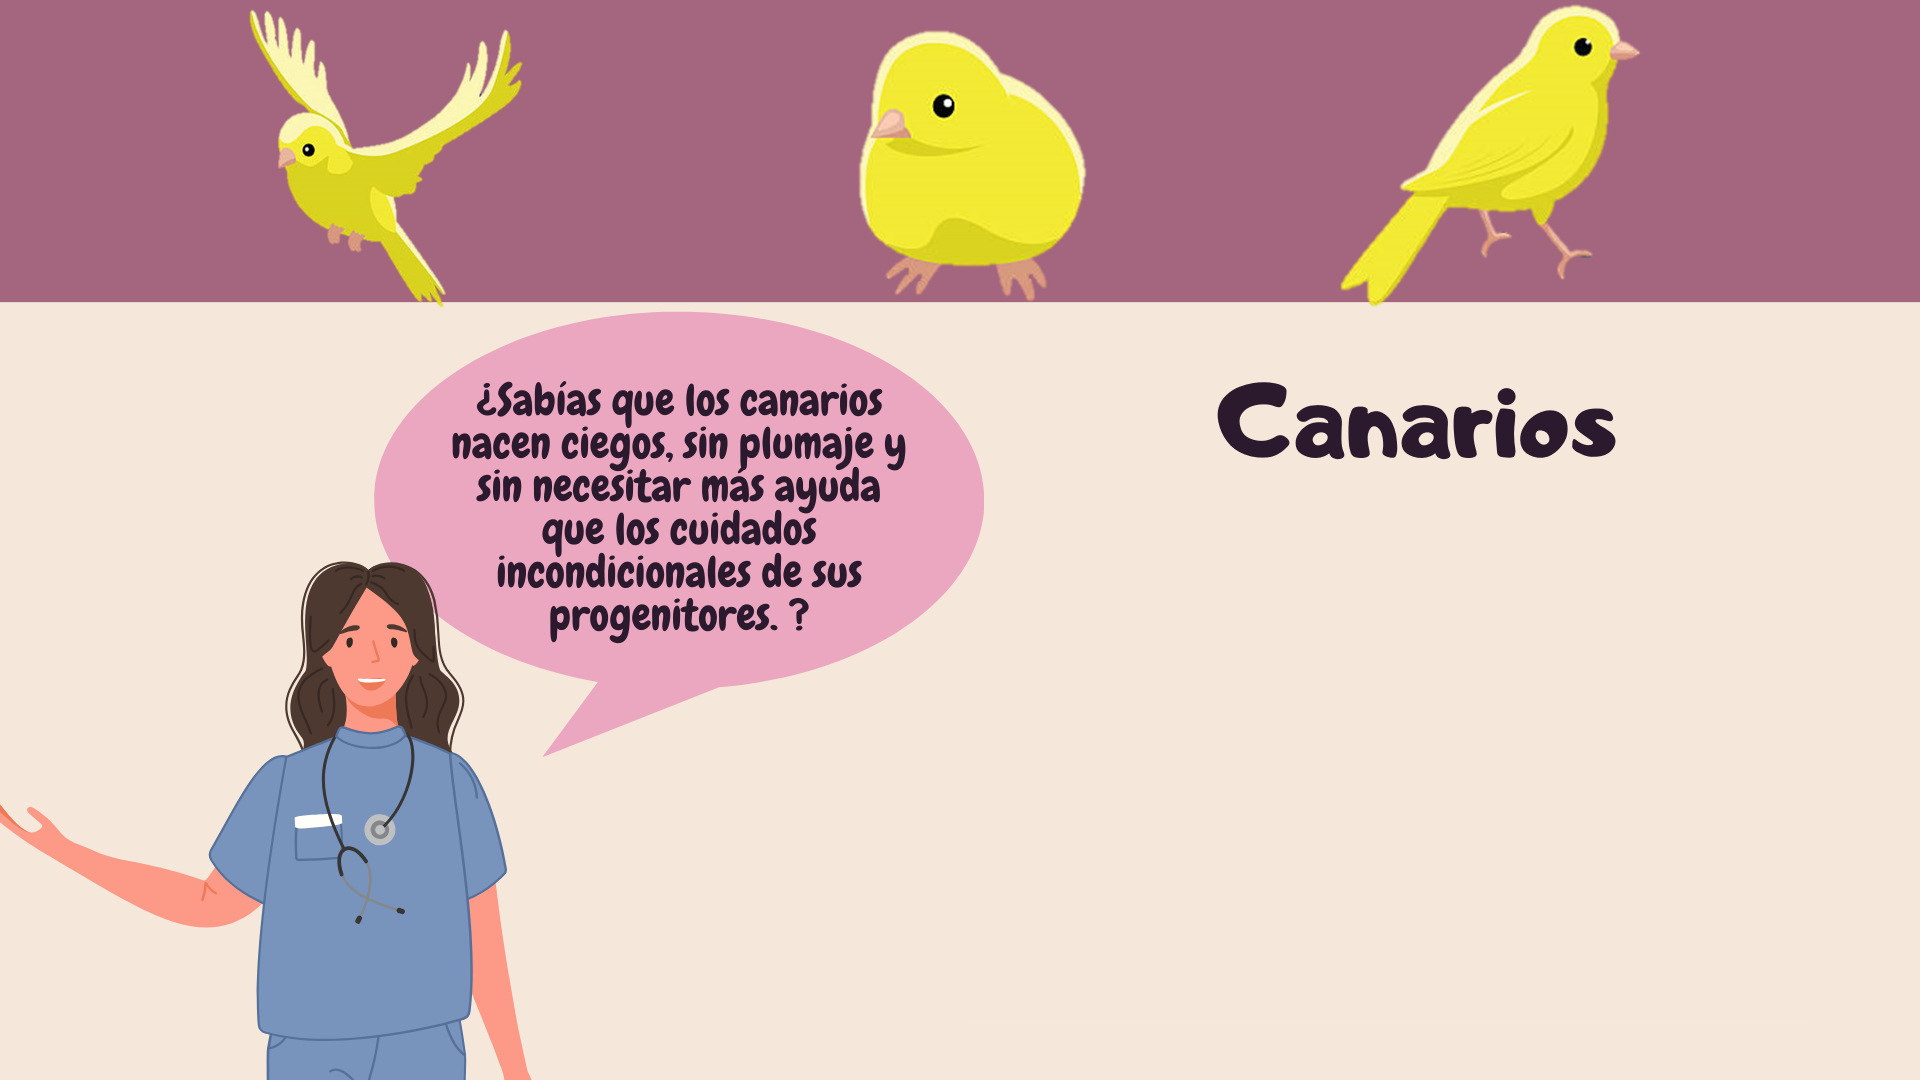 ¿Sabías que los canarios
nacen ciegos, sin plumaje y
sin necesitar más ayuda
que los cuidados
incondicionales de sus
progenitores. ?
Canarios